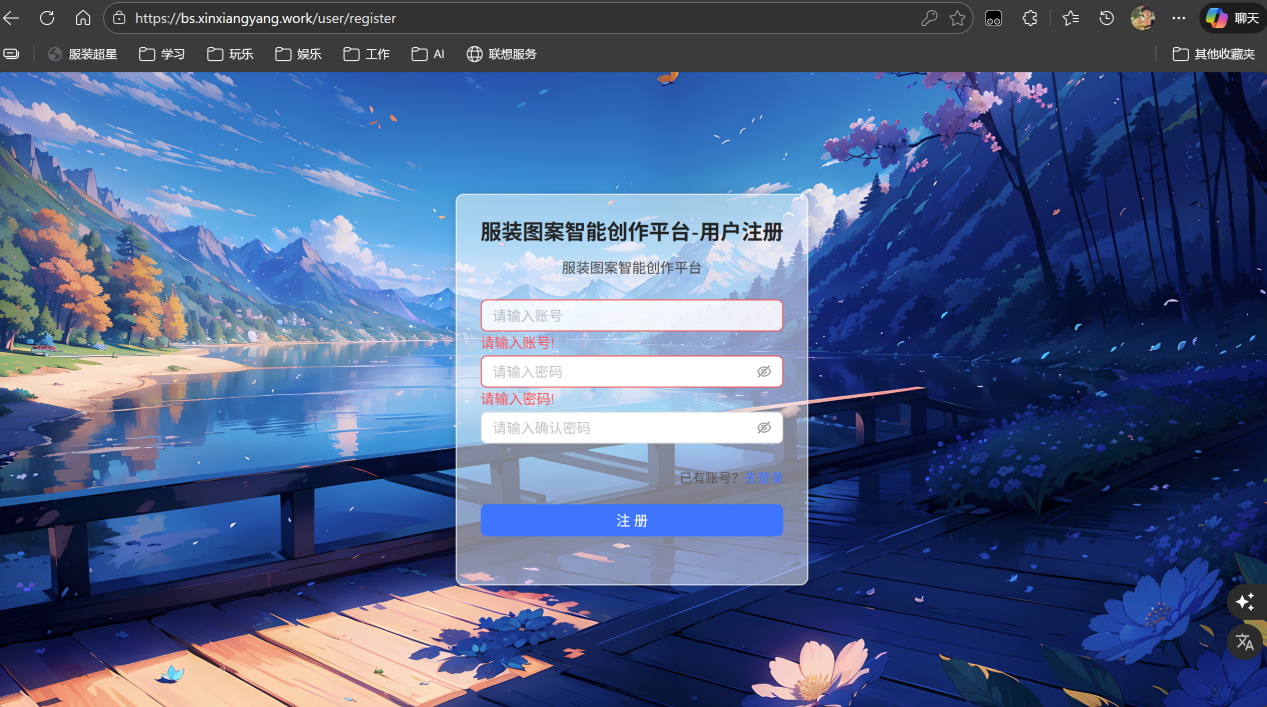 https://bs.xinxiangyang.work/user/register
聊天
服装超星 学习 玩乐 娱乐 工作 AI 联想服务 其他收藏夹
服装图案智能创作平台-用户注册
服装图案智能创作平台
请输入账号
请输入账号!
请输入密码
请输入密码!
请输入确认密码
已有账号? 去登录
注 册